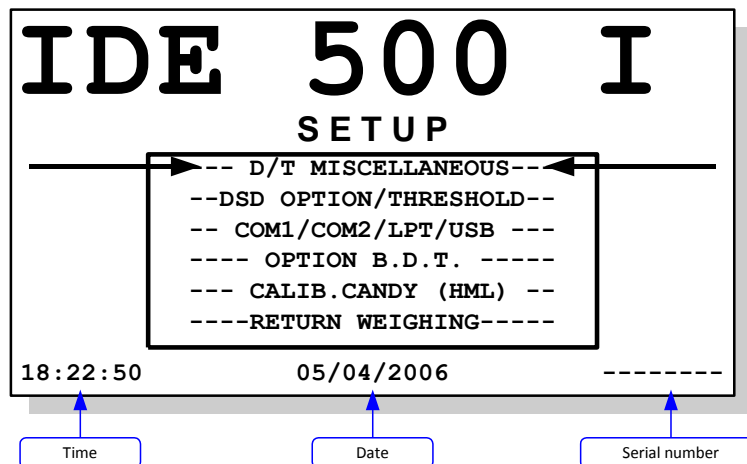 IDE 500 I
SETUP
--- D/T MISCELLANEOUS---
--DSD OPTION/THRESHOLD--
-- COM1/COM2/LPT/USB ---
---- OPTION B.D.T. -----
--- CALIB.CANDY (HML) --
----RETURN WEIGHING-----
18:22:50 05/04/2006 --------
Time Date Serial number